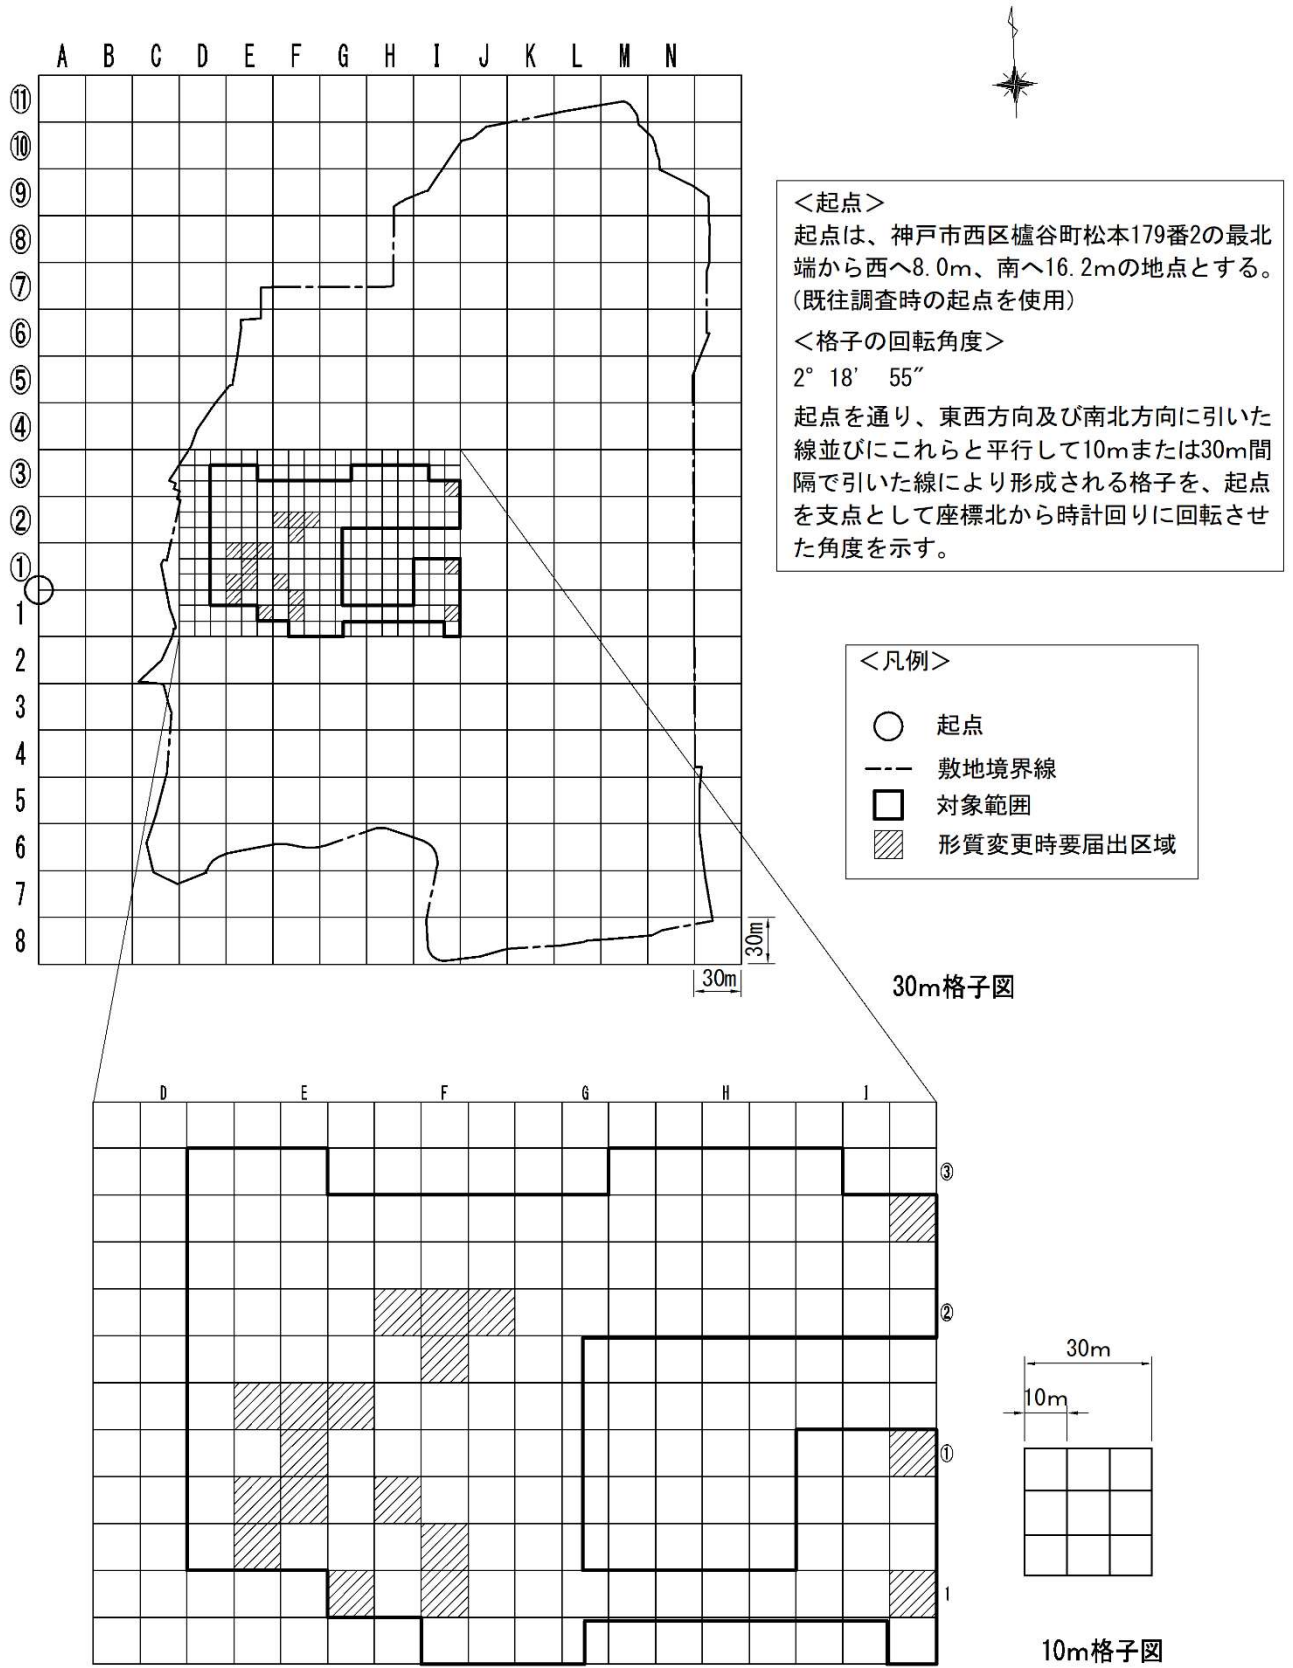 A B C D E F G H I J K L M N
⑪
⑩
⑨
⑧
⑦
⑥
⑤
④
③
②
①
1
2
3
4
5
6
7
8
<起点>
起点は、神戸市西区櫨谷町松本179番2の最北
端から西へ8.0m、南へ16.2mの地点とする。
(既往調査時の起点を使用)
<格子の回転角度>
2° 18′ 55″
起点を通り、東西方向及び南北方向に引いた
線並びにこれらと平行して10mまたは30m間
隔で引いた線により形成される格子を、起点
を支点として座標北から時計回りに回転させ
た角度を示す。
<凡例>
起点
敷地境界線
対象範囲
形質変更時要届出区域
30m
30m
30m格子図
D E F G H I
③
②
①
1
30m
10m
10m格子図